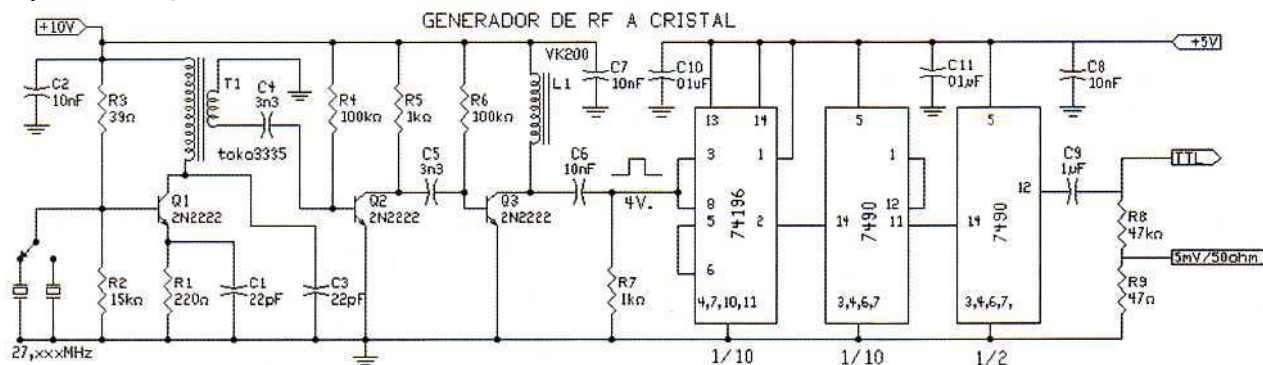 GENERADOR DE RF A CRISTAL
+10V
C2
10nF
R3
39Ω
T1
C4
3n3
toko3335
R4
100kΩ
R5
1kΩ
R6
100kΩ
VK200
L1
C7
10nF
C10
01uF
C11
01µF
C8
10nF
+5V
Q1
2N2222
Q2
2N2222
C5
3n3
Q3
2N2222
C6
10nF
4V.
R2
15kΩ
R1
220Ω
C1
22pF
C3
22pF
R7
1kΩ
13
14
3
1
8
5
2
6
74196
4,7,10,11
5
1
12
14
11
7490
3,4,6,7
5
12
14
7490
3,4,6,7,
C9
1µF
TTL
R8
47kΩ
5mV/50ohm
R9
47Ω
27,xxxMHz
1/10
1/10
1/2